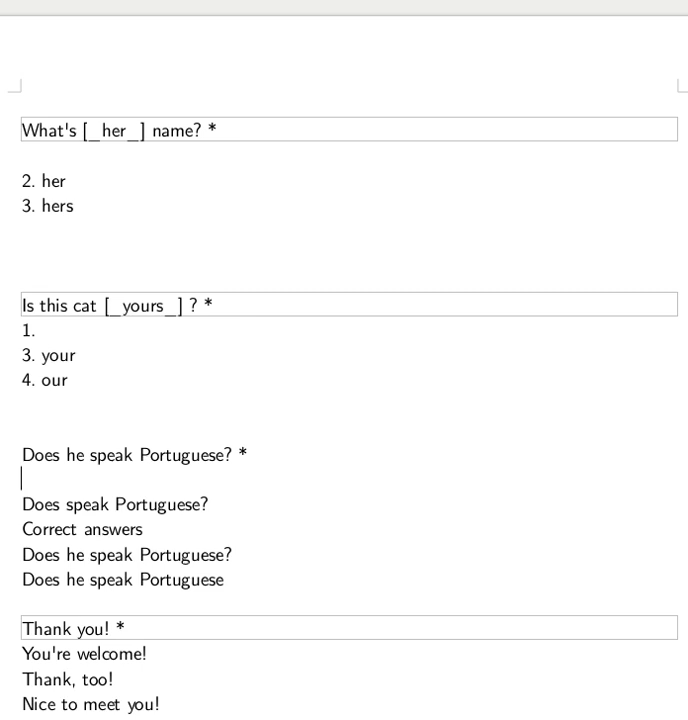 What's [_her_] name? *
2. her
3. hers
Is this cat [_yours_] ? *
1.
3. your
4. our
Does he speak Portuguese? *
Does speak Portuguese?
Correct answers
Does he speak Portuguese?
Does he speak Portuguese
Thank you! *
You're welcome!
Thank, too!
Nice to meet you!